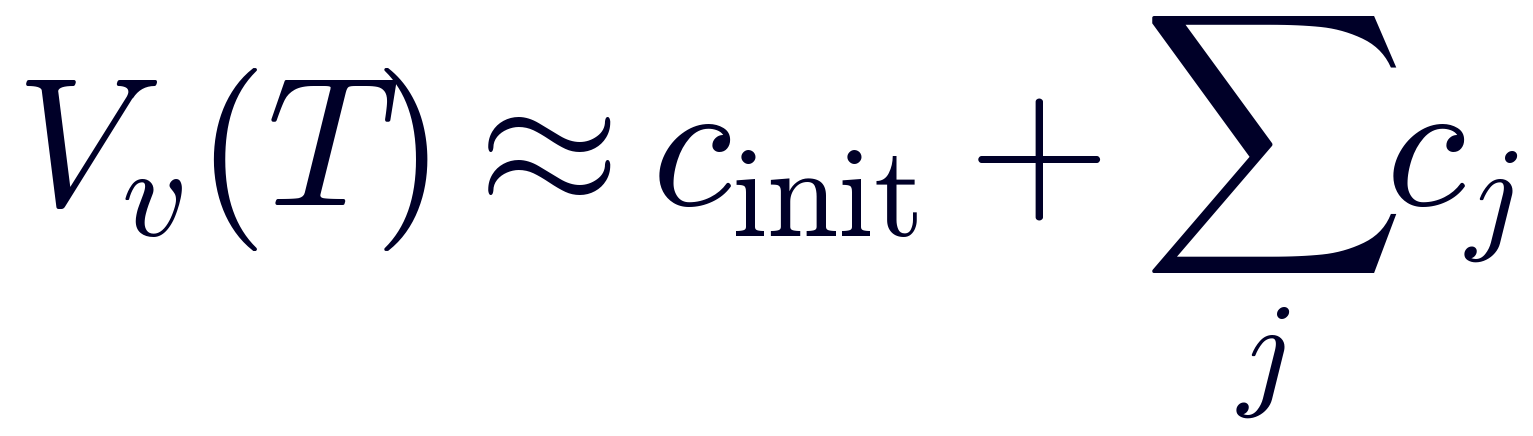 V_v(T) ≈ c_init + ∑_j c_j